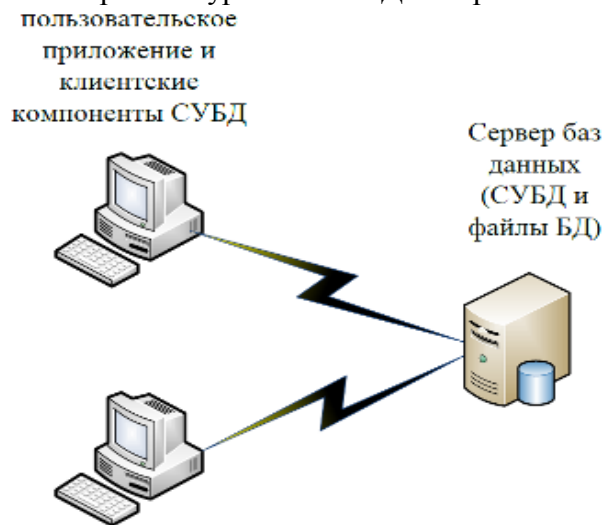 пользовательское
приложение и
клиентские
компоненты СУБД
Сервер баз
данных
(СУБД и
файлы БД)